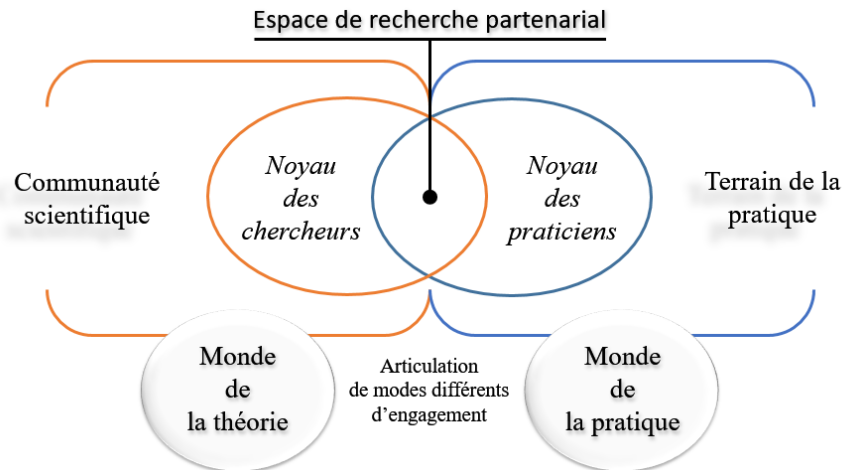 Espace de recherche partenarial
Communauté
scientifique
Noyau
des
chercheurs
Noyau
des
praticiens
Terrain de la
pratique
Monde
de
la théorie
Articulation
de modes différents
d’engagement
Monde
de
la pratique